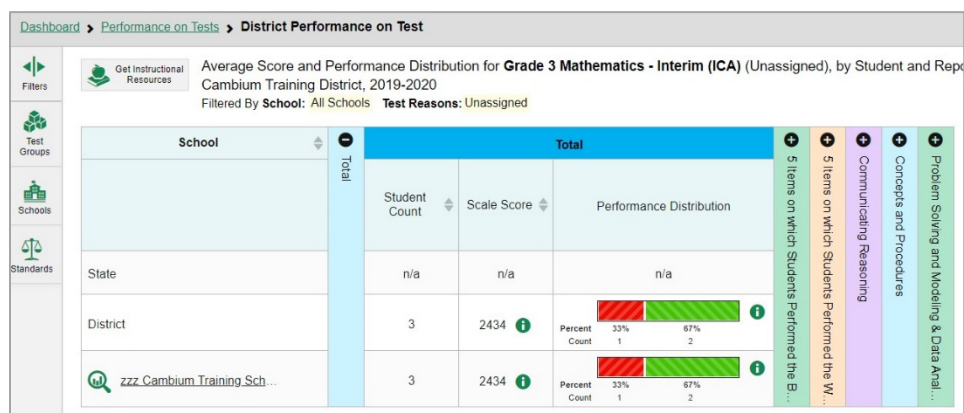 Dashboard > Performance on Tests > District Performance on Test
Filters
Test
Groups
Schools
Standards
Get Instructional
Resources
Average Score and Performance Distribution for Grade 3 Mathematics - Interim (ICA) (Unassigned), by Student and Repo
Cambium Training District, 2019-2020
Filtered By School: All Schools Test Reasons: Unassigned
School
Total
Total
Student
Count
Scale Score
Performance Distribution
5 Items on which Students Performed the B...
5 Items on which Students Performed the W...
Communicating Reasoning
Concepts and Procedures
Problem Solving and Modeling & Data Anal...
State n/a n/a n/a
District 3 2434
Percent 33% 67%
Count 1 2
zzz Cambium Training Sch... 3 2434
Percent 33% 67%
Count 1 2